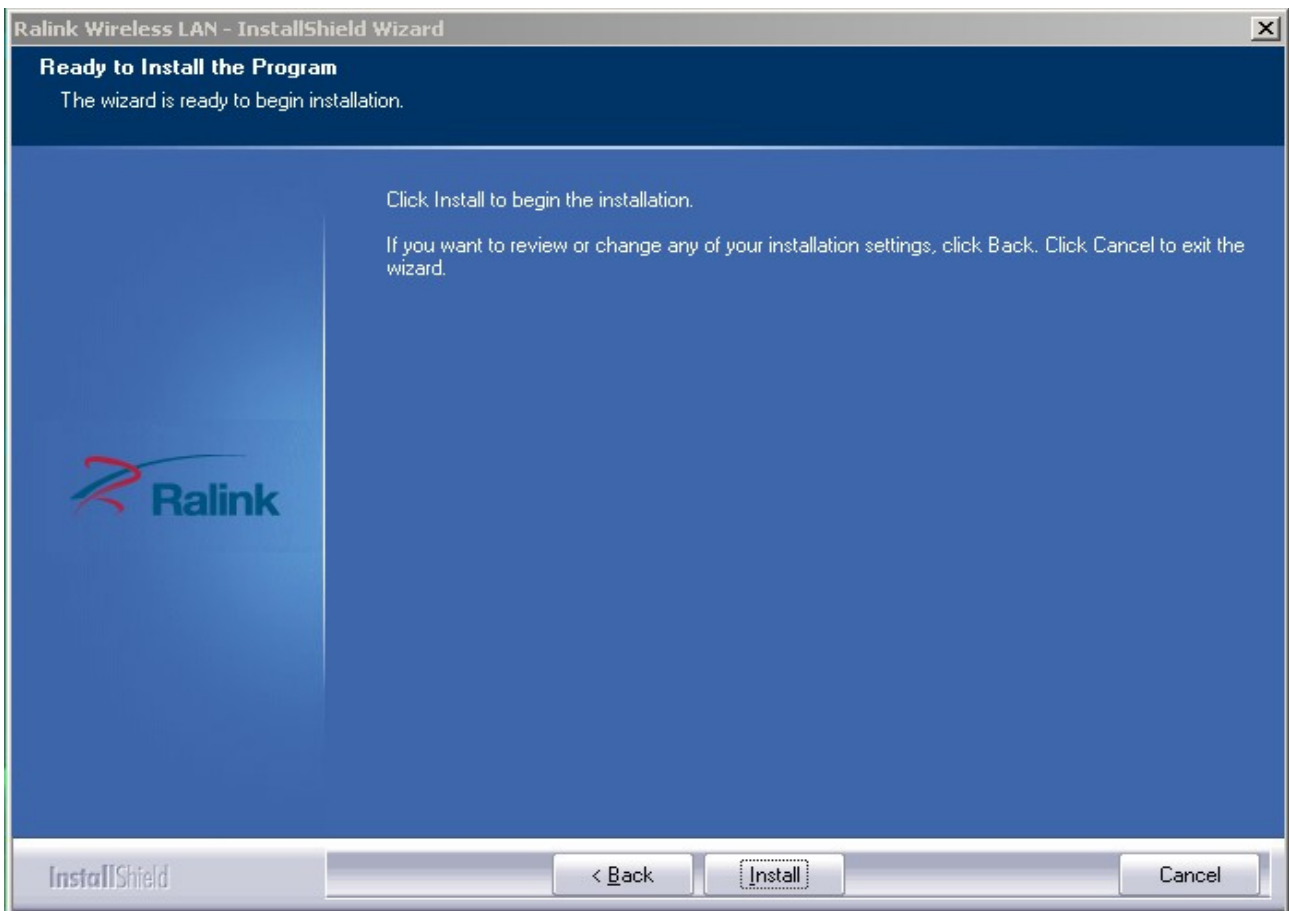 Ralink Wireless LAN - InstallShield Wizard
Ready to Install the Program
The wizard is ready to begin installation.
Click Install to begin the installation.
If you want to review or change any of your installation settings, click Back. Click Cancel to exit the
wizard.
Ralink
InstallShield
< Back
Install
Cancel